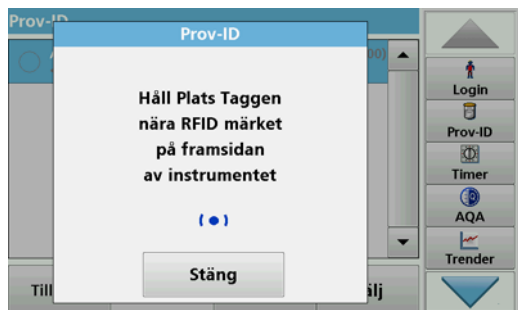 Prov-ID
Prov-ID
00)
Håll Plats Taggen
nära RFID märket
på framsidan
av instrumentet
Stäng
Till
älj
Login
Prov-ID
Timer
AQA
Trender